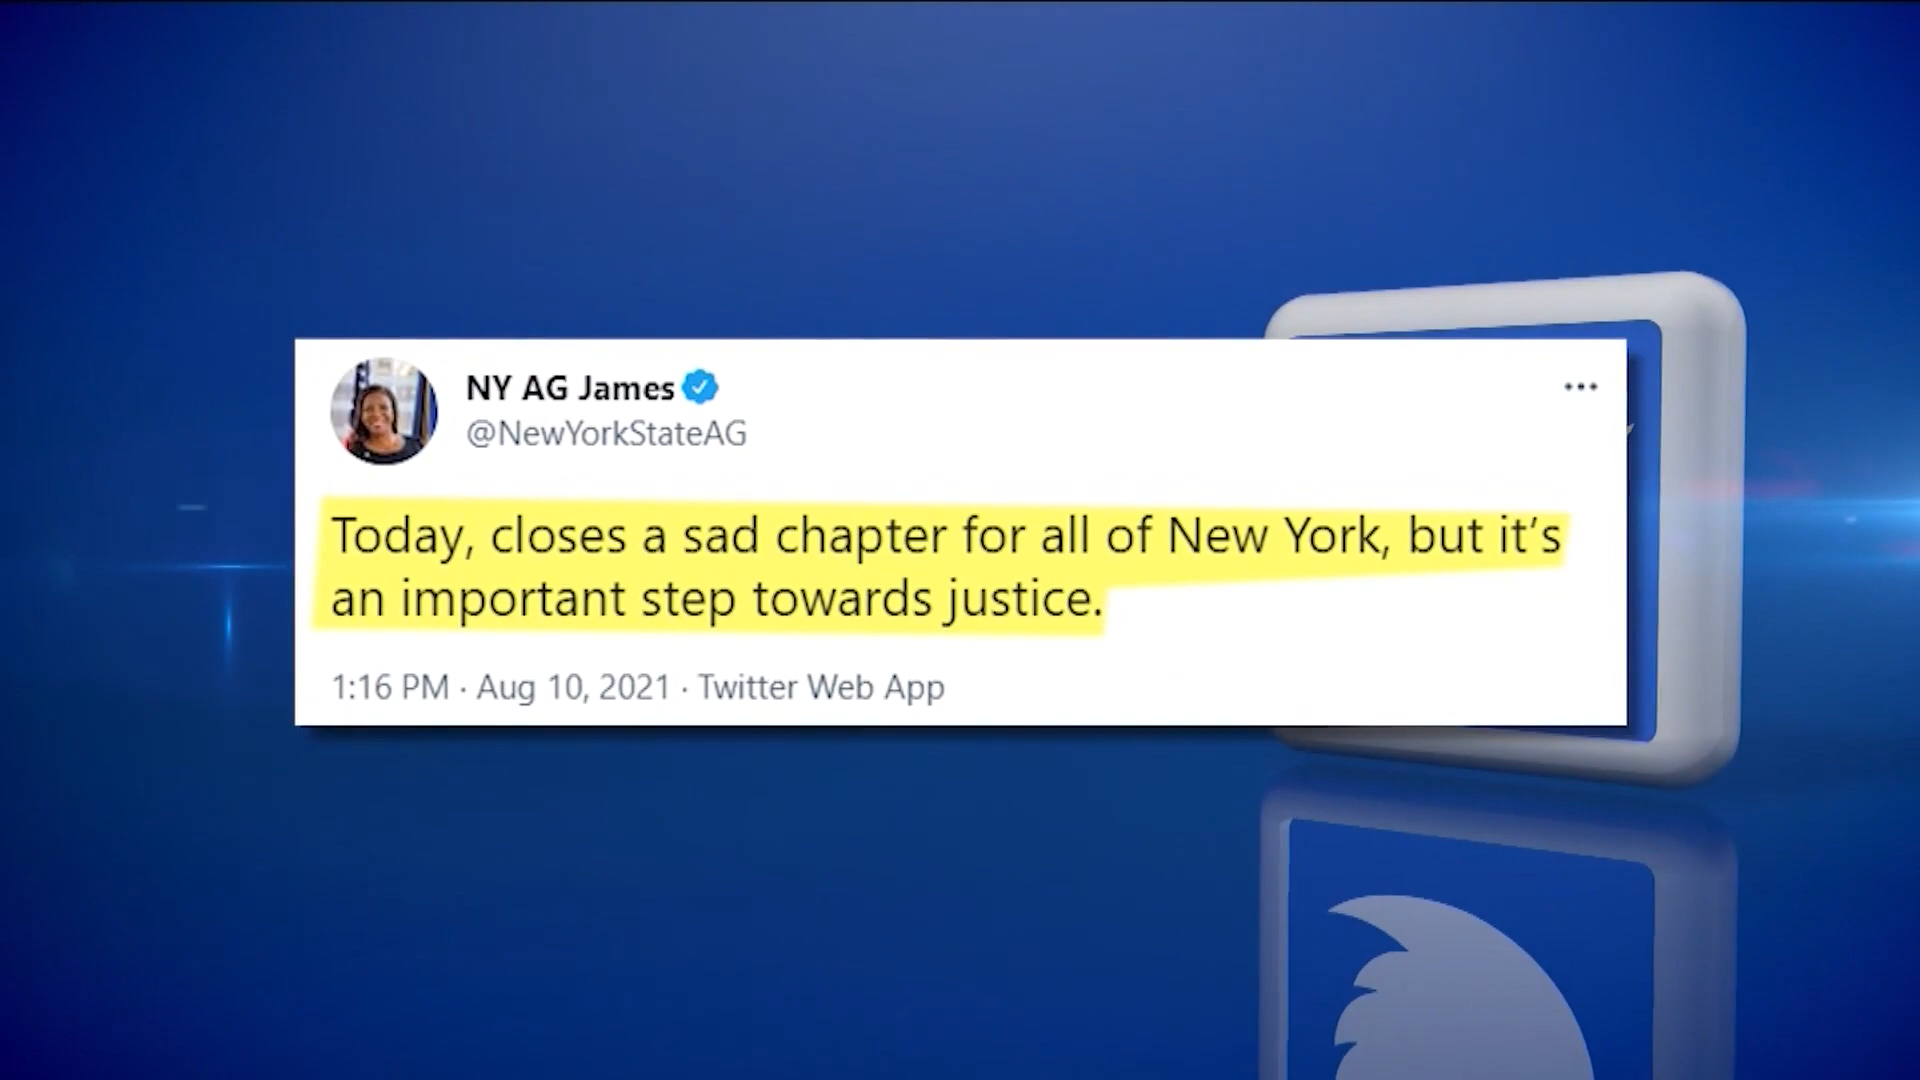 NY AG James
@NewYorkStateAG
Today, closes a sad chapter for all of New York, but it’s
an important step towards justice.
1:16 PM · Aug 10, 2021 · Twitter Web App